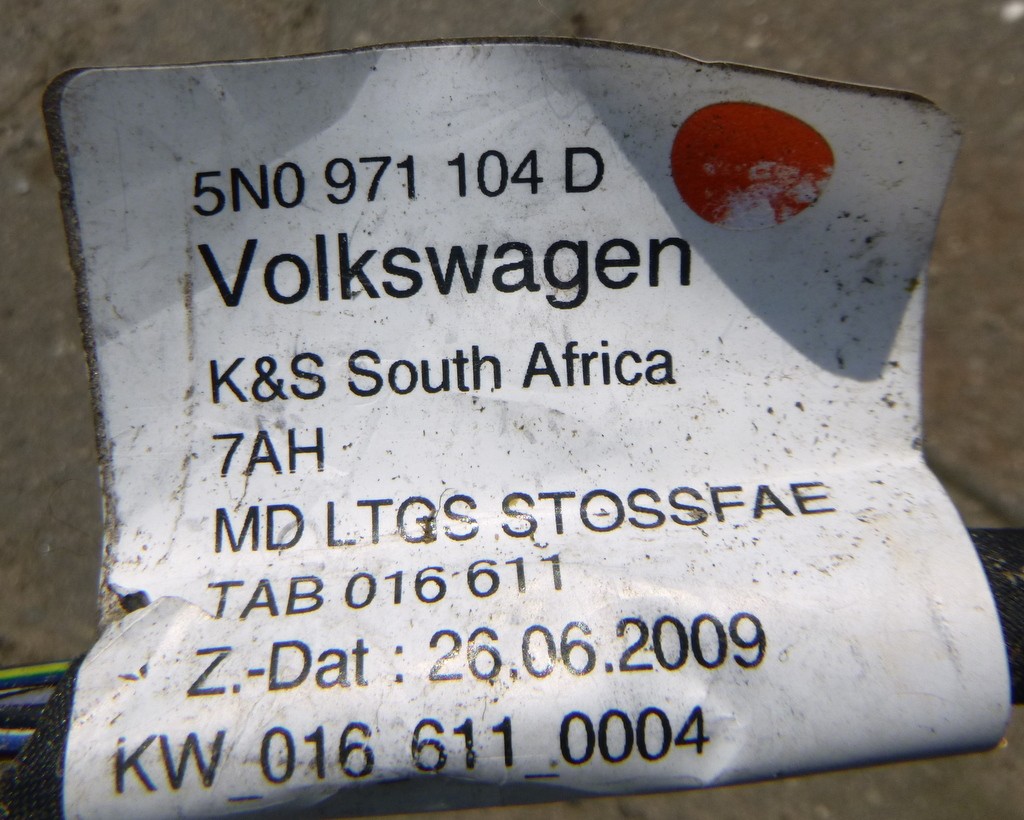 5N0 971 104 D
Volkswagen
K&S South Africa
7AH
MD LTGS STOSSFAE
TAB 016 611
Z.-Dat : 26.06.2009
KW_016_611_0004